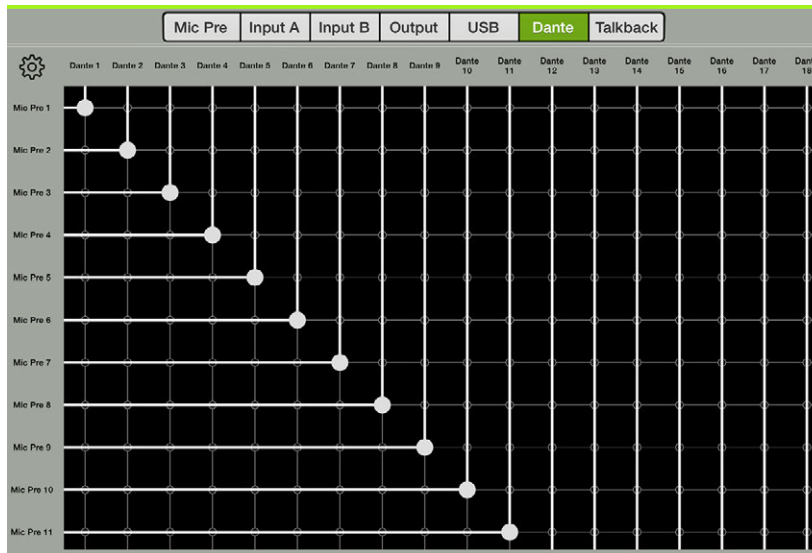 Mic Pre Input A Input B Output USB Dante Talkback
Dante 1 Dante 2 Dante 3 Dante 4 Dante 5 Dante 6 Dante 7 Dante 8 Dante 9 Dante 10 Dante 11 Dante 12 Dante 13 Dante 14 Dante 15 Dante 16 Dante 17 18
Mic Pre 1
Mic Pre 2
Mic Pre 3
Mic Pre 4
Mic Pre 5
Mic Pre 6
Mic Pre 7
Mic Pre 8
Mic Pre 9
Mic Pre 10
Mic Pre 11